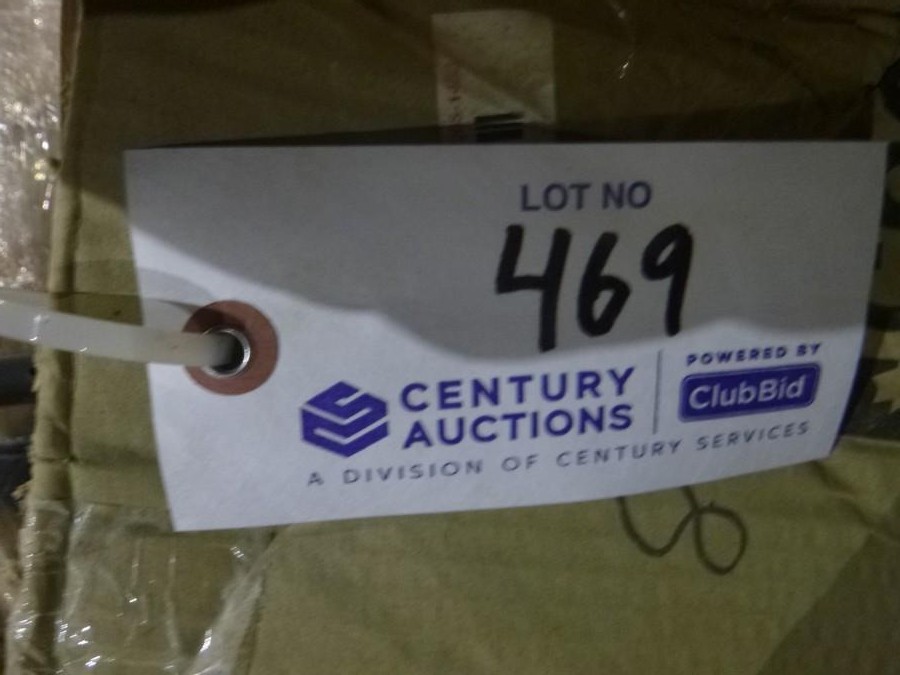 LOT NO
469
CENTURY
AUCTIONS
POWERED BY
ClubBid
A DIVISION OF CENTURY SERVICES